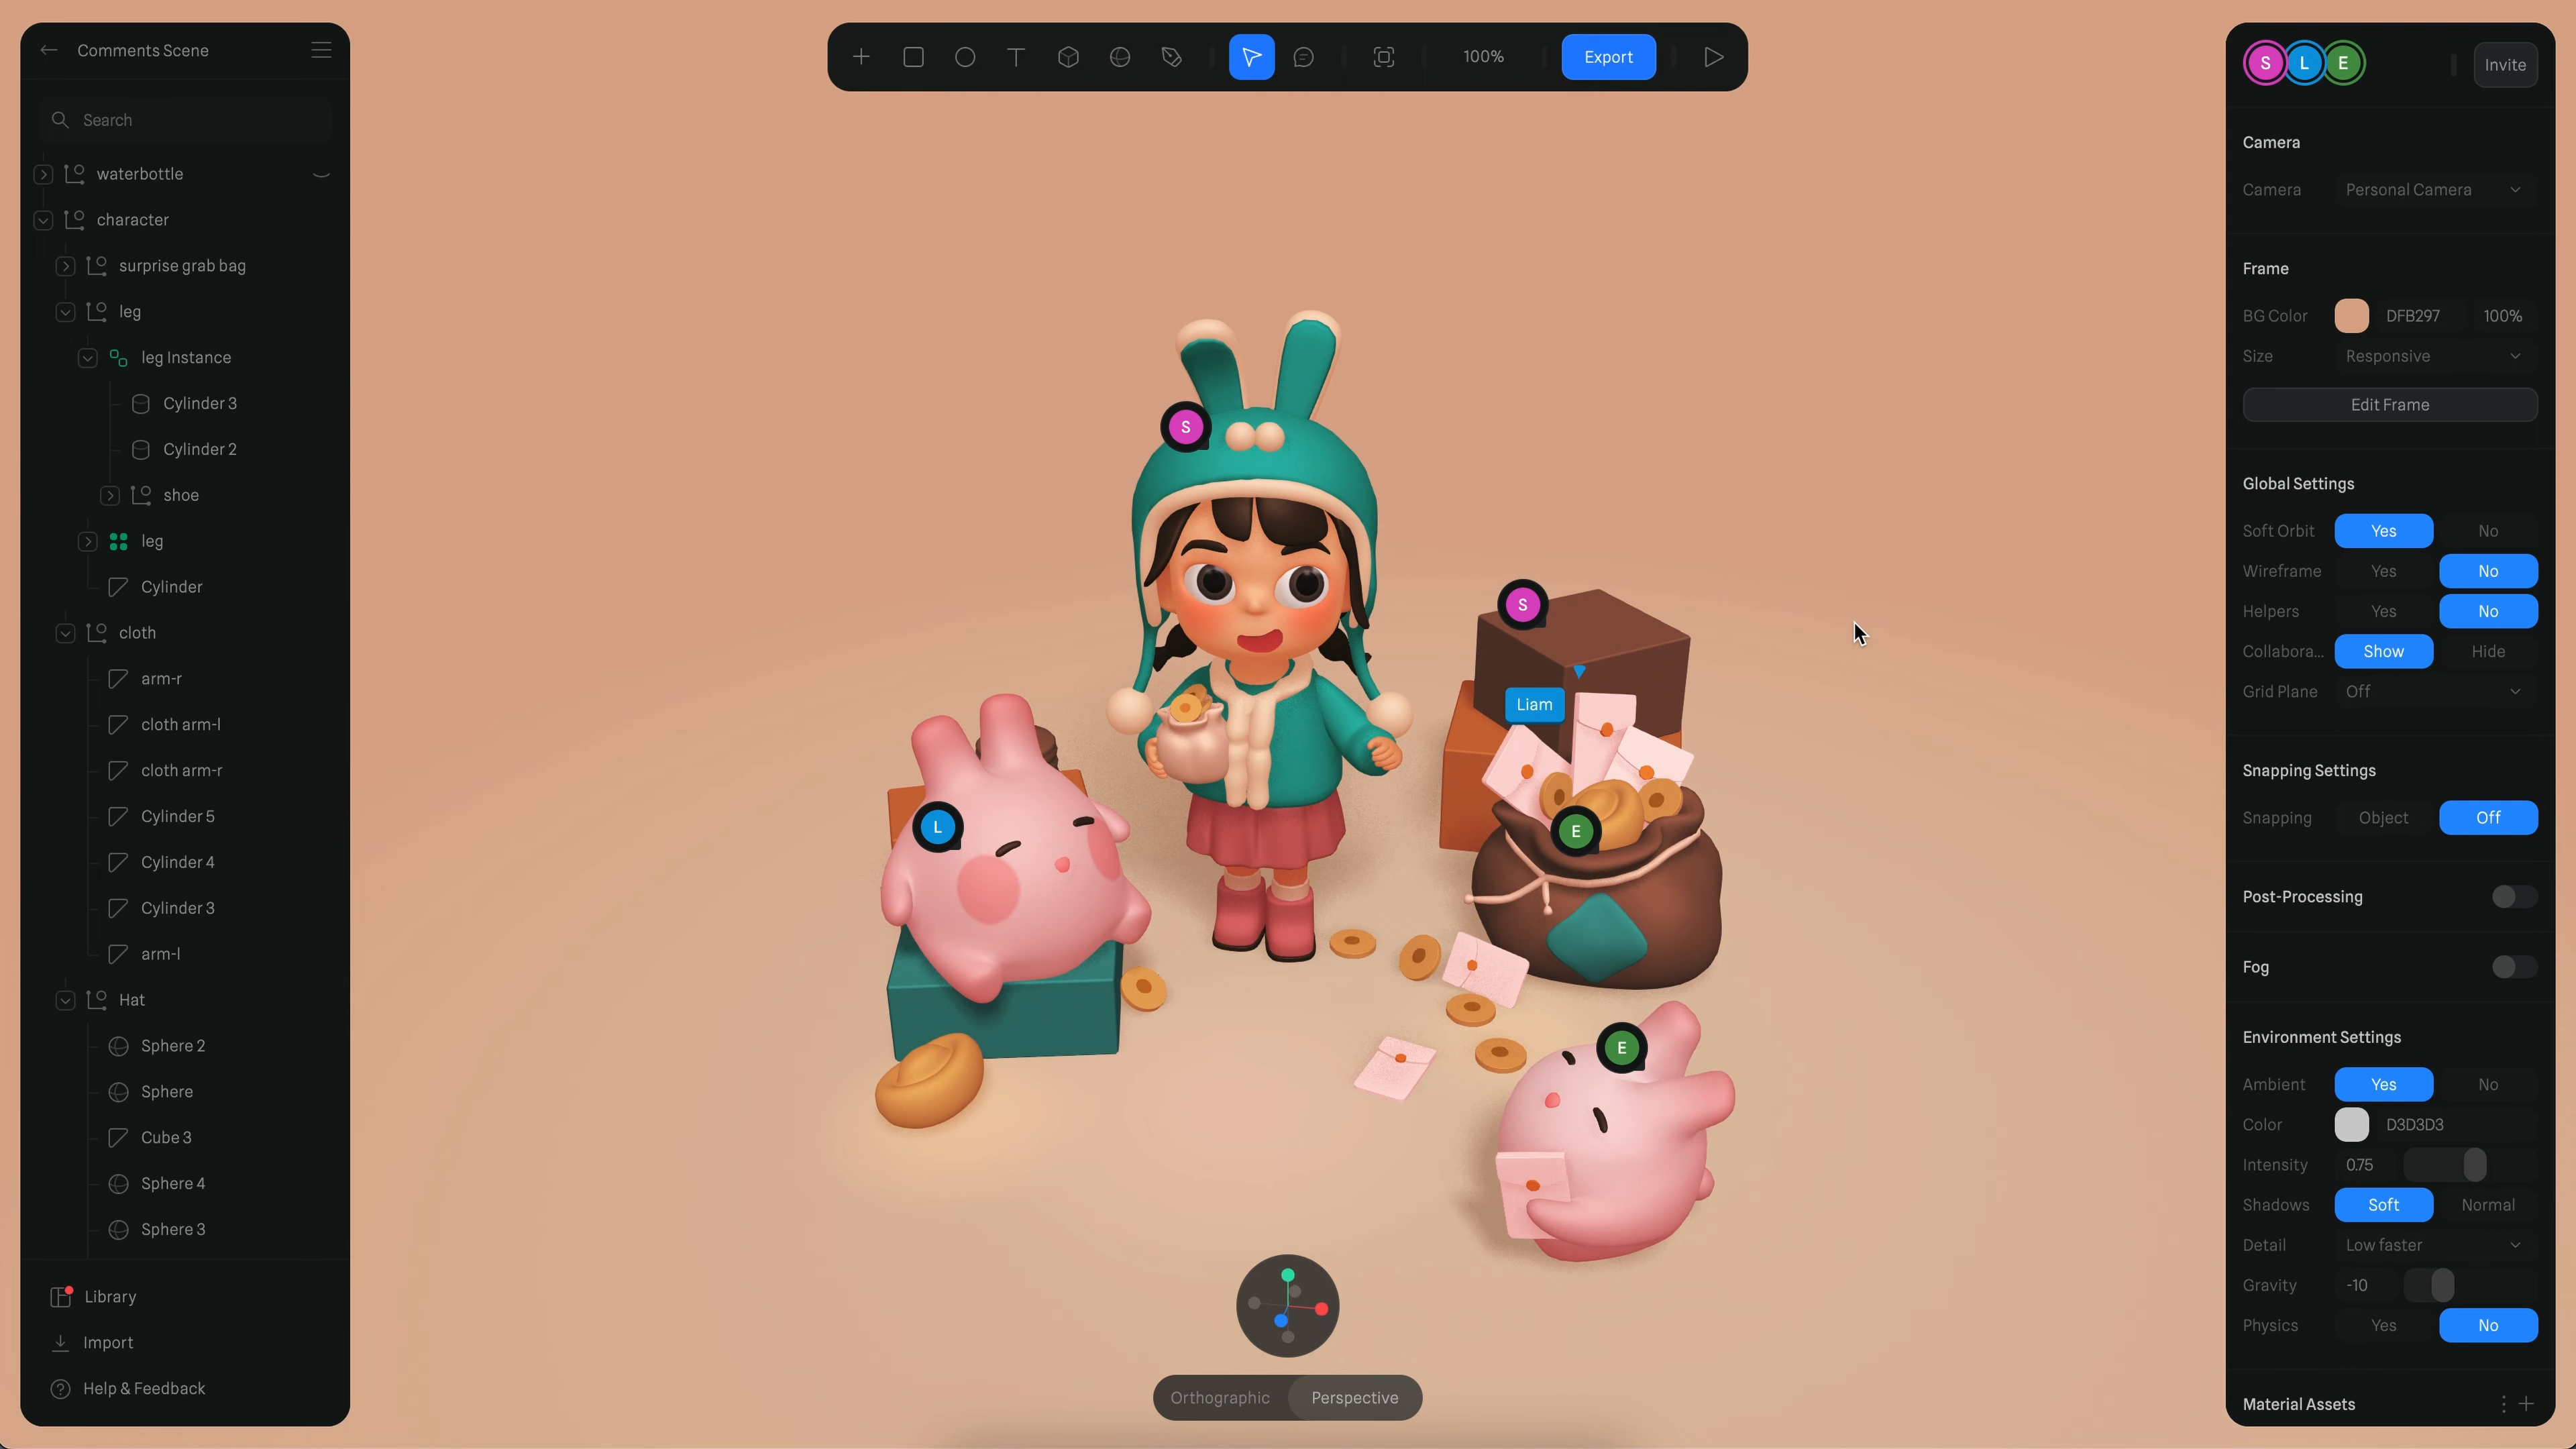 Comments Scene
Search
waterbottle
character
surprise grab bag
leg
leg Instance
Cylinder 3
Cylinder 2
shoe
leg
Cylinder
cloth
arm-r
cloth arm-l
cloth arm-r
Cylinder 5
Cylinder 4
Cylinder 3
arm-l
Hat
Sphere 2
Sphere
Cube 3
Sphere 4
Sphere 3
Library
Import
Help & Feedback
100%
Export
S
S
Liam
L
E
E
Orthographic Perspective
S L E
Invite
Camera
Camera Personal Camera
Frame
BG Color DFB297 100%
Size Responsive
Edit Frame
Global Settings
Soft Orbit Yes No
Wireframe Yes No
Helpers Yes No
Collabora... Show Hide
Grid Plane Off
Snapping Settings
Snapping Object Off
Post-Processing
Fog
Environment Settings
Ambient Yes No
Color D3D3D3
Intensity 0.75
Shadows Soft Normal
Detail Low faster
Gravity -10
Physics Yes No
Material Assets